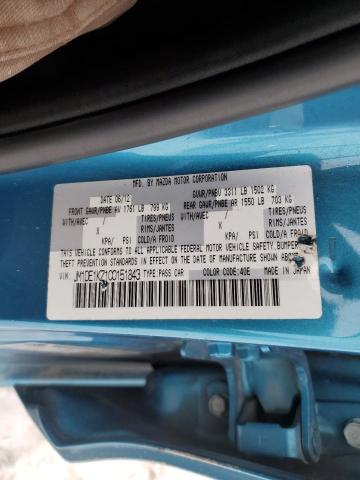 MFD. BY MAZDA MOTOR CORPORATION
DATE 06/12 GVWR/PNBV 3311 LB 1502 KG
FRONT GAWR/PNBE AV 1761 LB 799 KG REAR GAWR/PNBE AR 1550 LB 703 KG
WITH/AVEC TIRES/PNEUS WITH/AVEC TIRES/PNEUS
X RIMS/JANTES X RIMS/JANTES
KPA/ PSI COLD/A FROID KPA/ PSI COLD/A FROID
THIS VEHICLE CONFORMS TO ALL APPLICABLE FEDERAL MOTOR VEHICLE SAFETY, BUMPER,
AND THEFT PREVENTION STANDARDS IN EFFECT ON THE DATE OF MANUFACTURE SHOWN ABOVE.
VIN: JM1DE1KZ1C0151843 TYPE: PASS CAR COLOR CODE: 40E MADE IN JAPAN